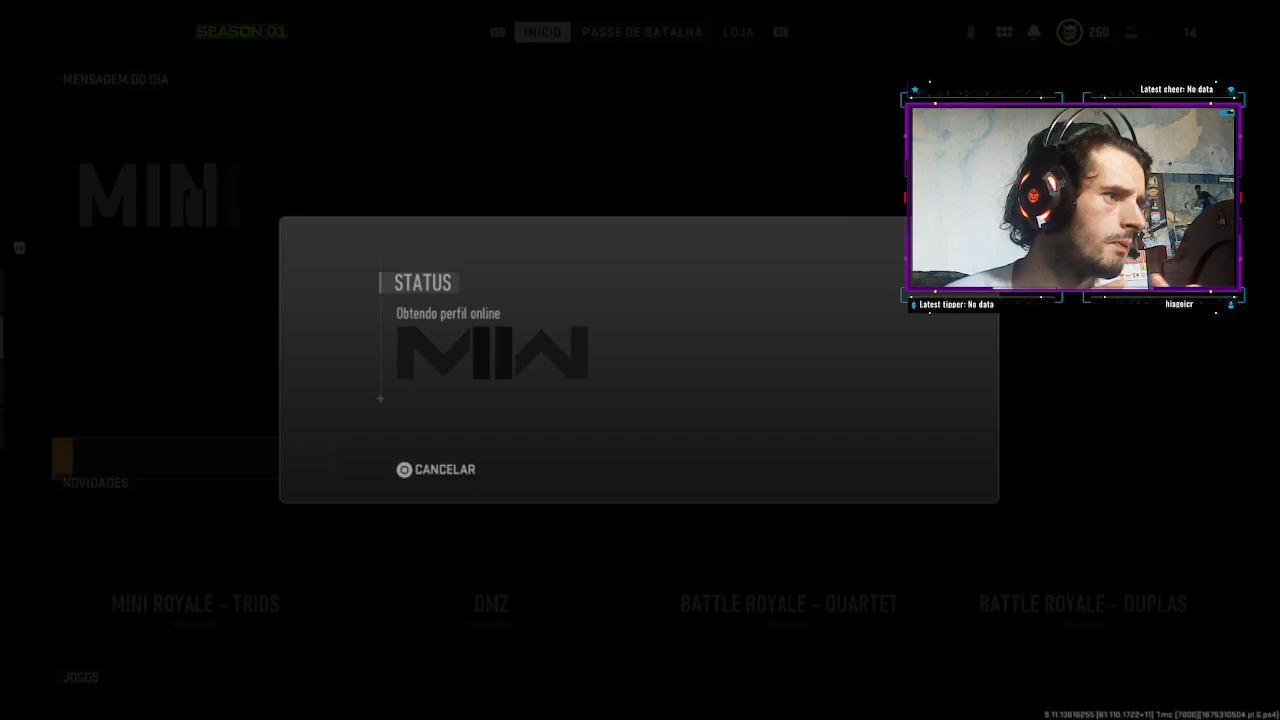 SEASON 01
INÍCIO
PASSE DE BATALHA
LOJA
250
14
MENSAGEM DO DIA
Latest cheer: No data
MINI
STATUS
Latest tipper: No data
hiagolcr
Obtendo perfil online
MIIW
CANCELAR
NOVIDADES
MINI ROYALE - TRIOS
DMZ
BATTLE ROYALE - QUARTET
BATTLE ROYALE - DUPLAS
JOGOS